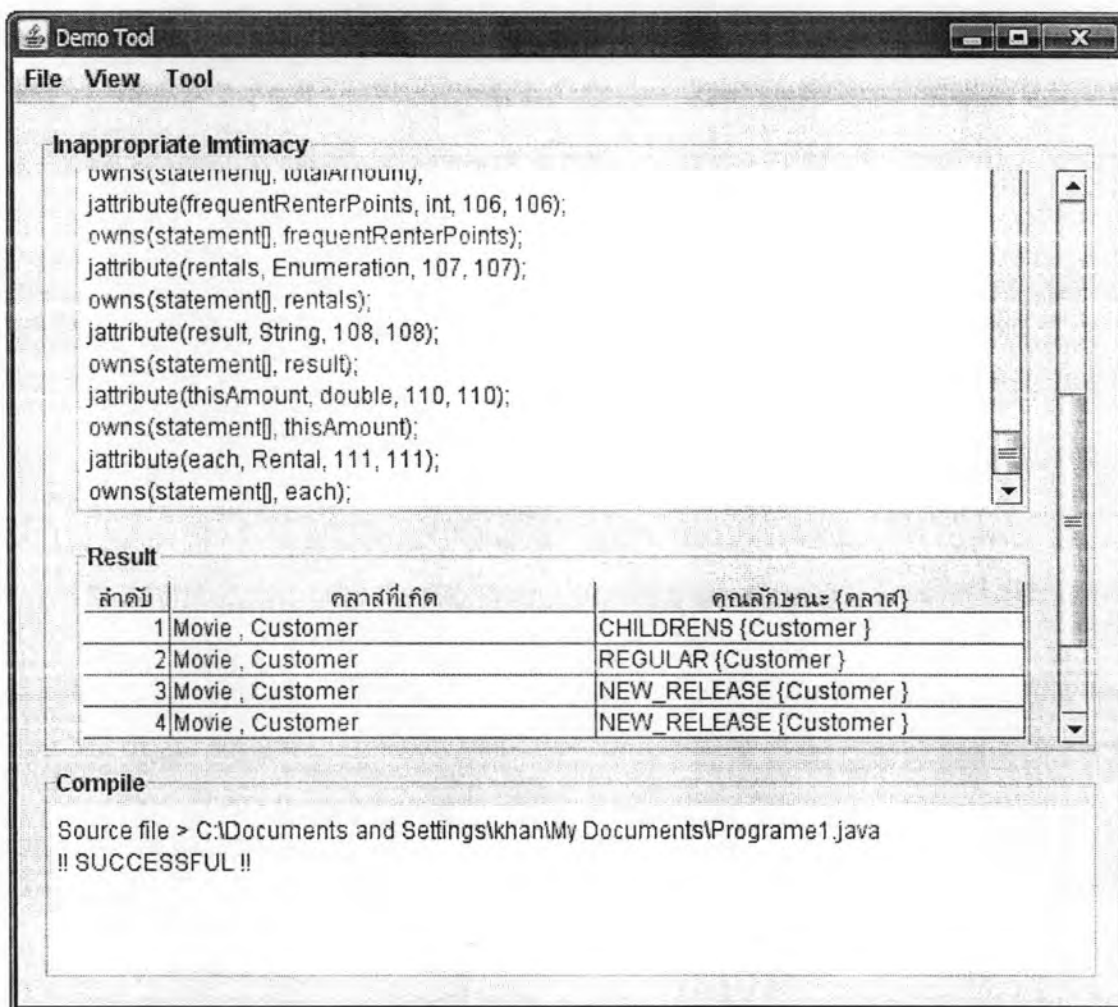 Demo Tool
File View Tool
Inappropriate Imtimacy
owns(statement[], totalAmount);
jattribute(frequentRenterPoints, int, 106, 106);
owns(statement[], frequentRenterPoints);
jattribute(rentals, Enumeration, 107, 107);
owns(statement[], rentals);
jattribute(result, String, 108, 108);
owns(statement[], result);
jattribute(thisAmount, double, 110, 110);
owns(statement[], thisAmount);
jattribute(each, Rental, 111, 111);
owns(statement[], each);
Result
ลำดับ คลาสที่เกิด คุณลักษณะ {คลาส}
1 Movie , Customer CHILDRENS {Customer }
2 Movie , Customer REGULAR {Customer }
3 Movie , Customer NEW_RELEASE {Customer }
4 Movie , Customer NEW_RELEASE {Customer }
Compile
Source file > C:\Documents and Settings\khan\My Documents\Programe1.java
!! SUCCESSFUL !!